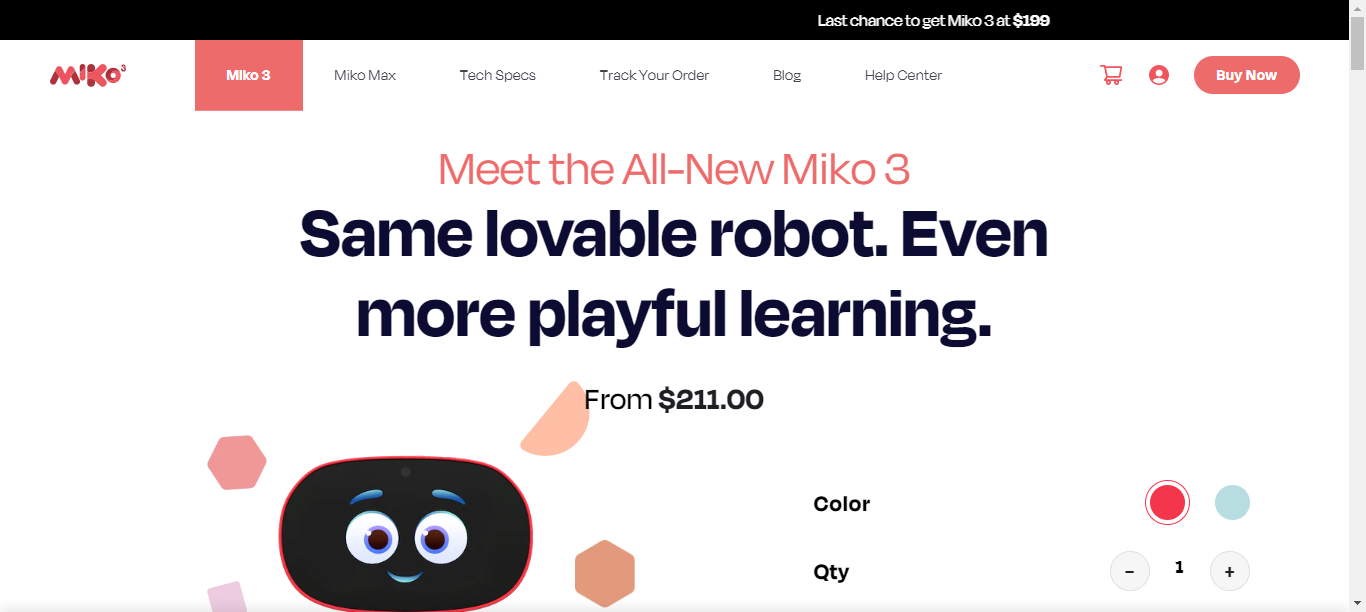 Last chance to get Miko 3 at $199
MIKO3
Miko 3
Miko Max
Tech Specs
Track Your Order
Blog
Help Center
Buy Now
Meet the All-New Miko 3
Same lovable robot. Even
more playful learning.
From $211.00
Color
Qty
- 1 +